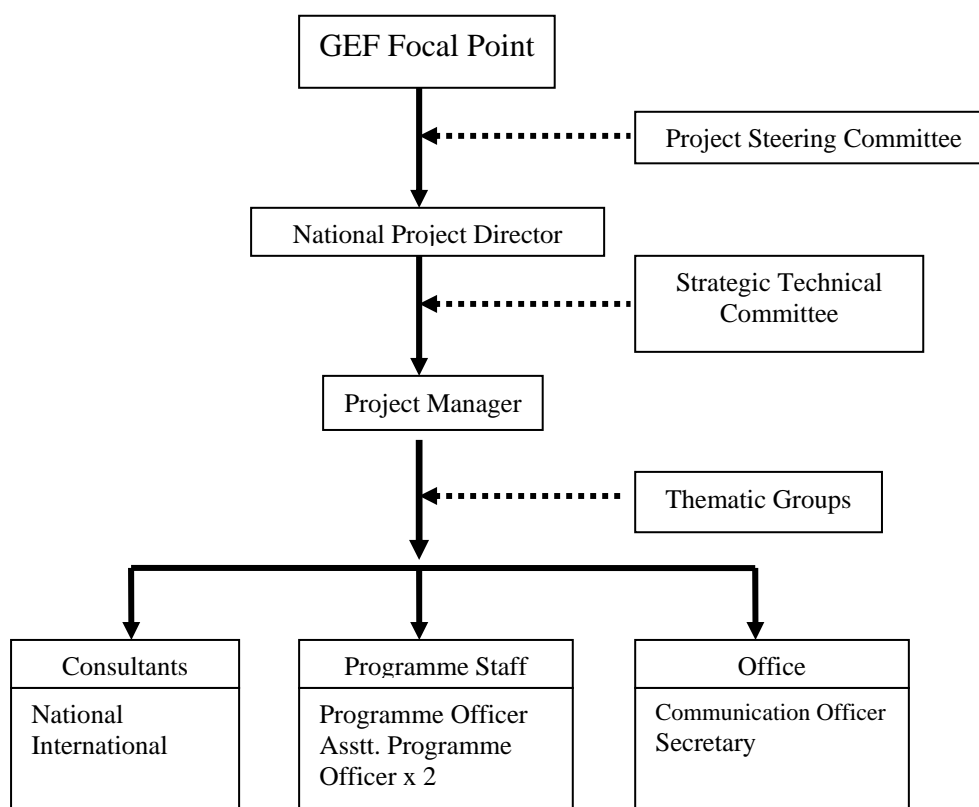 GEF Focal Point
Project Steering Committee
National Project Director
Strategic Technical
Committee
Project Manager
Thematic Groups
Consultants
National
International
Programme Staff
Programme Officer
Asstt. Programme
Officer x 2
Office
Communication Officer
Secretary